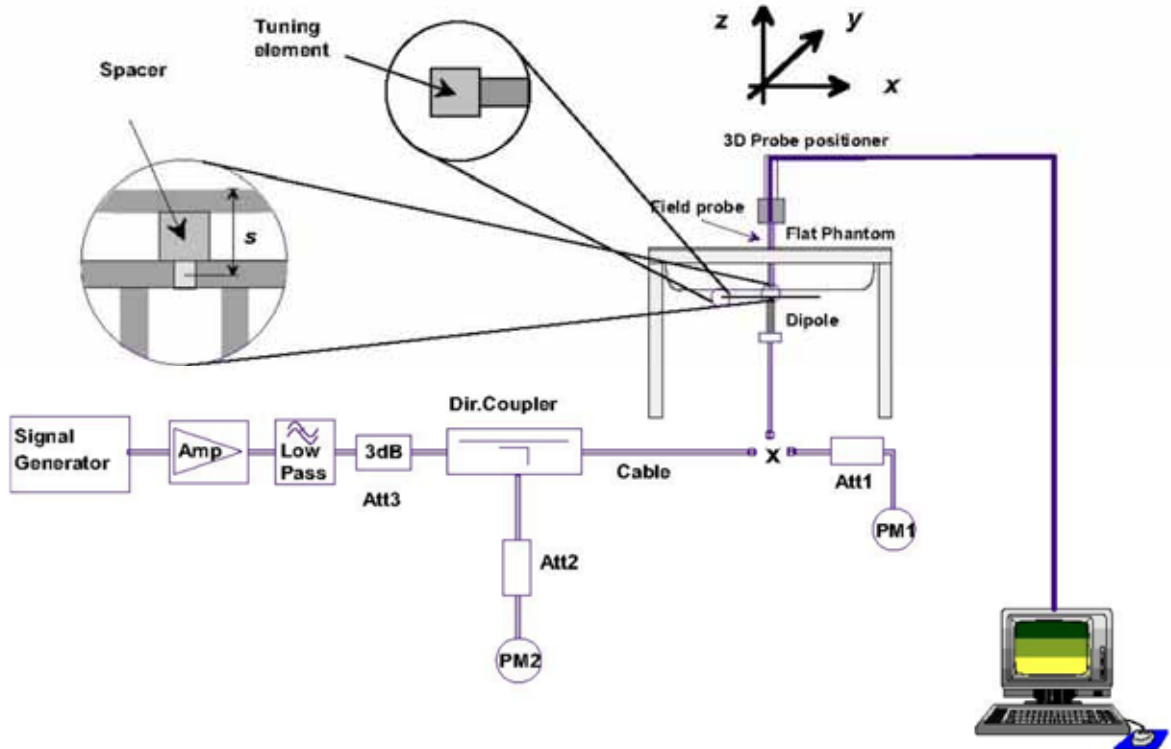 Tuning
element
Spacer
z
y
x
3D Probe positioner
Field probe
Flat Phantom
s
Dipole
Dir.Coupler
Signal
Generator
Amp
Low
Pass
3dB
Att3
Cable
X
Att1
PM1
Att2
PM2